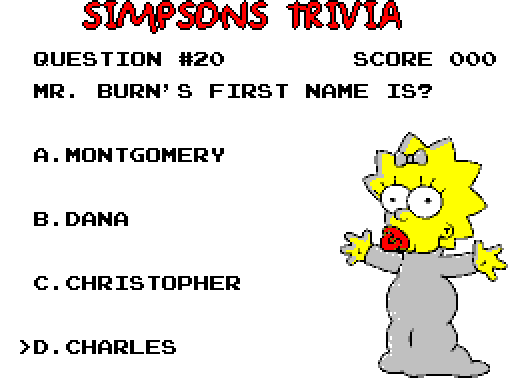 SIMPSONS TRIVIA
QUESTION #20 SCORE 000
MR. BURN'S FIRST NAME IS?
A.MONTGOMERY
B.DANA
C.CHRISTOPHER
>D.CHARLES